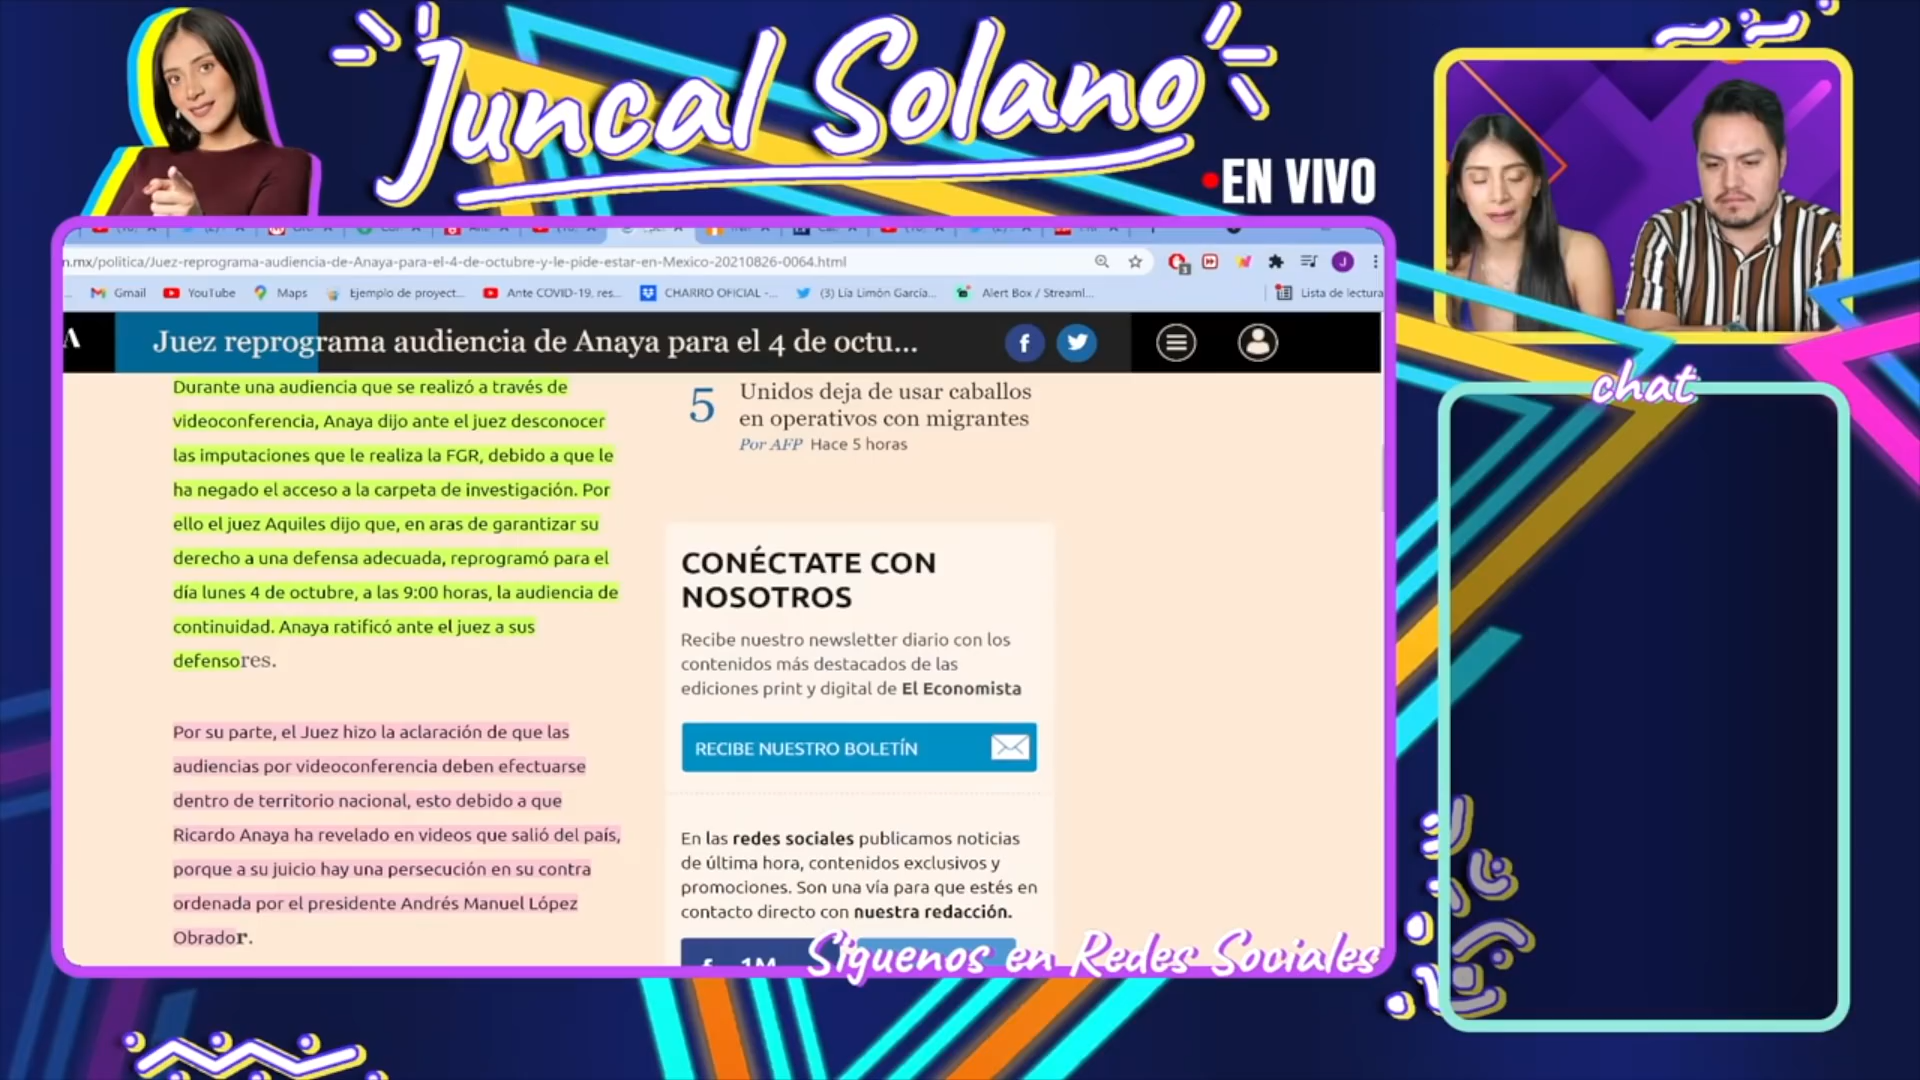 Juncal Solano
EN VIVO
n.mx/politica/Juez-reprograma-audiencia-de-Anaya-para-el-4-de-octubre-y-le-pide-estar-en-Mexico-20210826-0064.html
Gmail
YouTube
Maps
Ejemplo de proyect...
Ante COVID-19, res...
CHARRO OFICIAL -...
(3) Lía Limón García...
Alert Box / Streaml...
Lista de lectura
Juez reprograma audiencia de Anaya para el 4 de octu...
Durante una audiencia que se realizó a través de
videoconferencia, Anaya dijo ante el juez desconocer
las imputaciones que le realiza la FGR, debido a que le
ha negado el acceso a la carpeta de investigación. Por
ello el juez Aquiles dijo que, en aras de garantizar su
derecho a una defensa adecuada, reprogramó para el
día lunes 4 de octubre, a las 9:00 horas, la audiencia de
continuidad. Anaya ratificó ante el juez a sus
defensores.
Por su parte, el Juez hizo la aclaración de que las
audiencias por videoconferencia deben efectuarse
dentro de territorio nacional, esto debido a que
Ricardo Anaya ha revelado en videos que salió del país,
porque a su juicio hay una persecución en su contra
ordenada por el presidente Andrés Manuel López
Obrador.
5
Unidos deja de usar caballos
en operativos con migrantes
Por AFP Hace 5 horas
CONÉCTATE CON
NOSOTROS
Recibe nuestro newsletter diario con los
contenidos más destacados de las
ediciones print y digital de El Economista
RECIBE NUESTRO BOLETÍN
En las redes sociales publicamos noticias
de última hora, contenidos exclusivos y
promociones. Son una vía para que estés en
contacto directo con nuestra redacción.
1M
Síguenos en Redes Sociales
chat